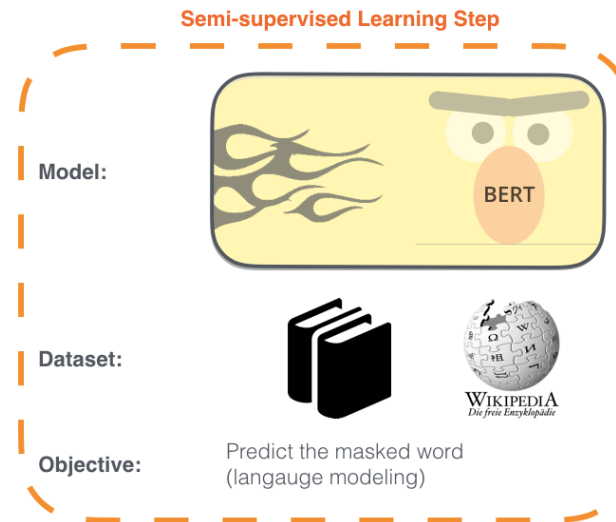 Semi-supervised Learning Step
Model:
BERT
Dataset:
WIKIPEDIA
Die freie Enzyklopädie
Objective:
Predict the masked word
(langauge modeling)